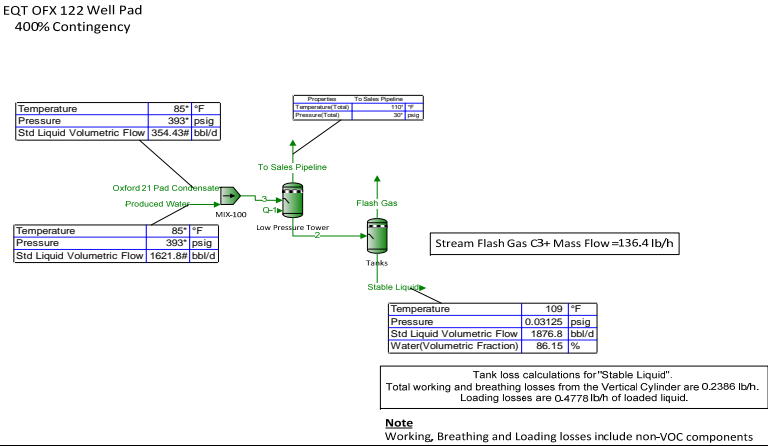 EQT OFX 122 Well Pad
400% Contingency
Properties To Sales Pipeline
Temperature(Total) 110* °F
Pressure(Total) 30* psig
Temperature 85* °F
Pressure 393* psig
Std Liquid Volumetric Flow 354.43# bbl/d
To Sales Pipeline
Oxford 21 Pad Condensate
Produced Water
MIX-100
3
Q-1
Low Pressure Tower
2
Flash Gas
Tanks
Temperature 85* °F
Pressure 393* psig
Std Liquid Volumetric Flow 1621.8# bbl/d
Stream Flash Gas C3+ Mass Flow =136.4 lb/h
Stable Liquid
Temperature 109 °F
Pressure 0.03125 psig
Std Liquid Volumetric Flow 1876.8 bbl/d
Water(Volumetric Fraction) 86.15 %
Tank loss calculations for "Stable Liquid".
Total working and breathing losses from the Vertical Cylinder are 0.2386 lb/h.
Loading losses are 0.4778 lb/h of loaded liquid.
Note
Working, Breathing and Loading losses include non-VOC components